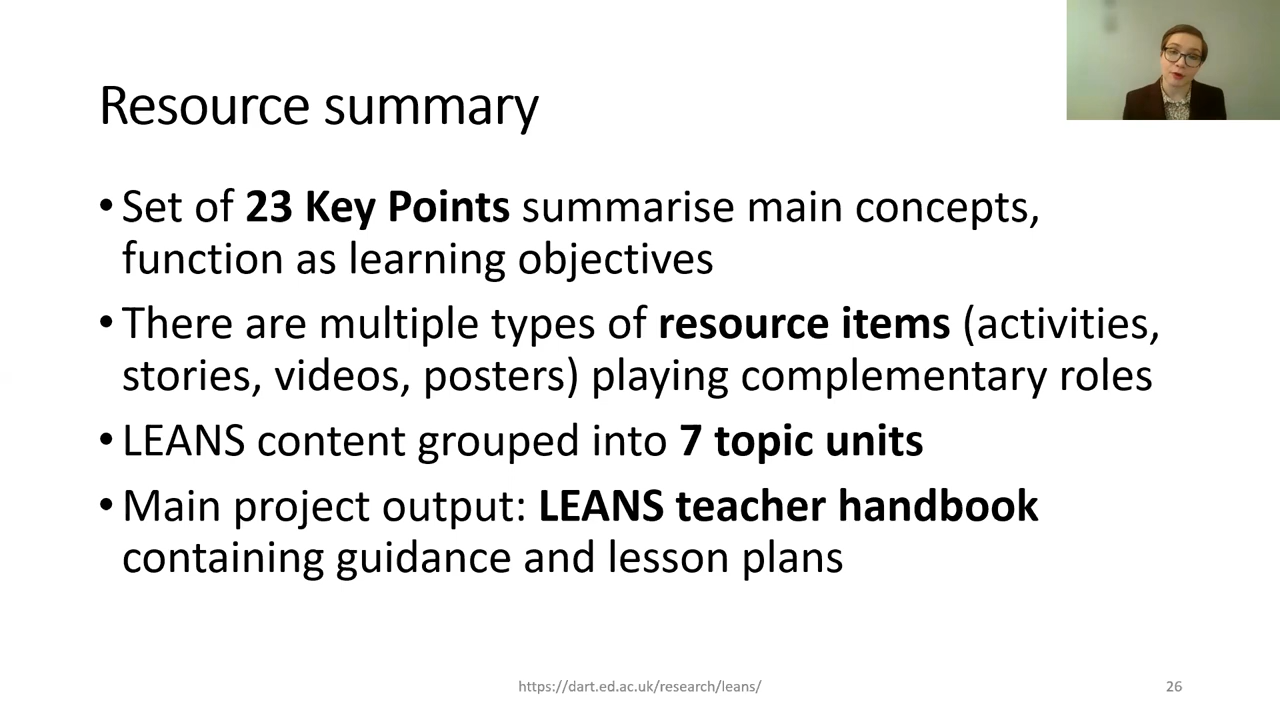 Resource summary
• Set of 23 Key Points summarise main concepts,
function as learning objectives
• There are multiple types of resource items (activities,
stories, videos, posters) playing complementary roles
• LEANS content grouped into 7 topic units
• Main project output: LEANS teacher handbook
containing guidance and lesson plans
https://dart.ed.ac.uk/research/leans/
26